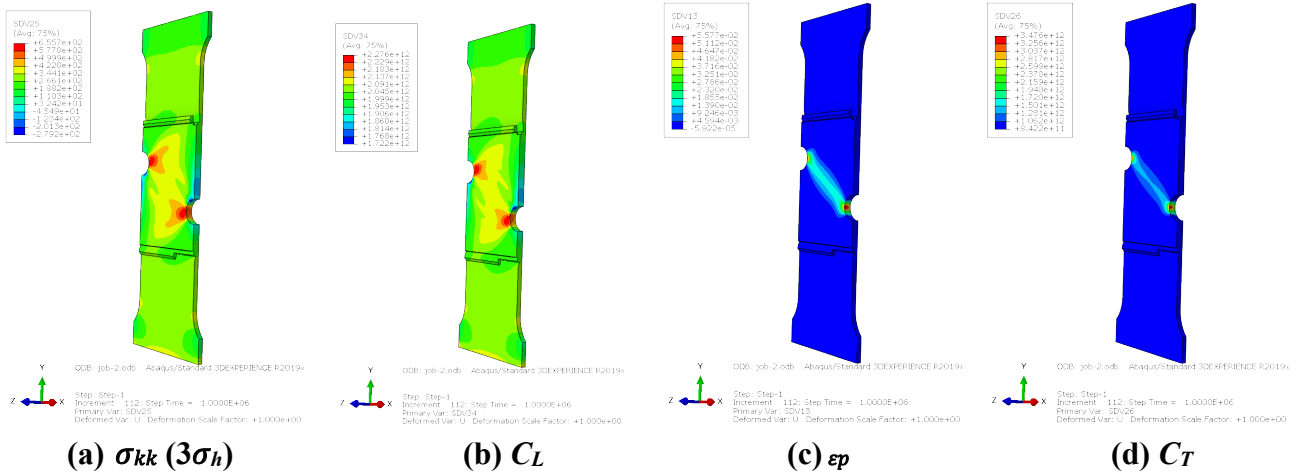 SDV25
(Avg: 75%)
+6.557e+02
+5.778e+02
+4.999e+02
+4.220e+02
+3.441e+02
+2.661e+02
+1.882e+02
+1.103e+02
+3.242e+01
-4.549e+01
-1.234e+02
-2.013e+02
-2.792e+02
Y
Z
X
ODB: job-2.odb Abaqus/Standard 3DEXPERIENCE R2019x
Step: Step-1
Increment 112: Step Time = 1.0000E+06
Primary Var: SDV25
Deformed Var: U Deformation Scale Factor: +1.000e+00
(a) σkk (3σh)
SDV34
(Avg: 75%)
+2.276e+12
+2.229e+12
+2.183e+12
+2.137e+12
+2.091e+12
+2.045e+12
+1.999e+12
+1.953e+12
+1.906e+12
+1.860e+12
+1.814e+12
+1.768e+12
+1.722e+12
Y
Z
X
ODB: job-2.odb Abaqus/Standard 3DEXPERIENCE R2019x
Step: Step-1
Increment 112: Step Time = 1.0000E+06
Primary Var: SDV34
Deformed Var: U Deformation Scale Factor: +1.000e+00
(b) CL
SDV13
(Avg: 75%)
+5.577e-02
+5.112e-02
+4.647e-02
+4.182e-02
+3.716e-02
+3.251e-02
+2.786e-02
+2.320e-02
+1.855e-02
+1.390e-02
+9.246e-03
+4.594e-03
-5.922e-05
Y
Z
X
ODB: job-2.odb Abaqus/Standard 3DEXPERIENCE R2019x
Step: Step-1
Increment 112: Step Time = 1.0000E+06
Primary Var: SDV13
Deformed Var: U Deformation Scale Factor: +1.000e+00
(c) εp
SDV26
(Avg: 75%)
+3.476e+12
+3.256e+12
+3.037e+12
+2.817e+12
+2.598e+12
+2.378e+12
+2.159e+12
+1.940e+12
+1.720e+12
+1.501e+12
+1.281e+12
+1.062e+12
+8.422e+11
Y
Z
X
ODB: job-2.odb Abaqus/Standard 3DEXPERIENCE R2019x
Step: Step-1
Increment 112: Step Time = 1.0000E+06
Primary Var: SDV26
Deformed Var: U Deformation Scale Factor: +1.000e+00
(d) CT